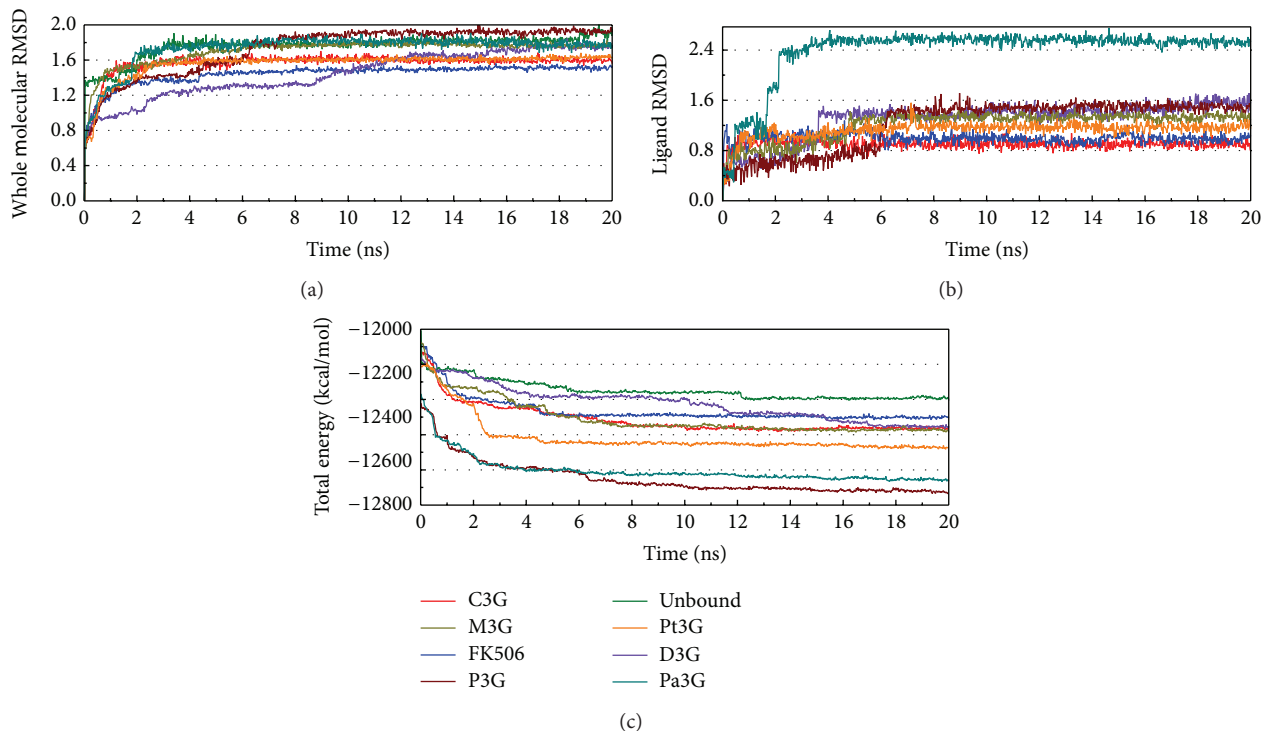 Whole molecular RMSD
2.0
1.6
1.2
0.8
0.4
0.0
0 2 4 6 8 10 12 14 16 18 20
Time (ns)
(a)
Ligand RMSD
2.4
1.6
0.8
0.0
0 2 4 6 8 10 12 14 16 18 20
Time (ns)
(b)
Total energy (kcal/mol)
−12000
−12200
−12400
−12600
−12800
0 2 4 6 8 10 12 14 16 18 20
Time (ns)
C3G
M3G
FK506
P3G
Unbound
Pt3G
D3G
Pa3G
(c)